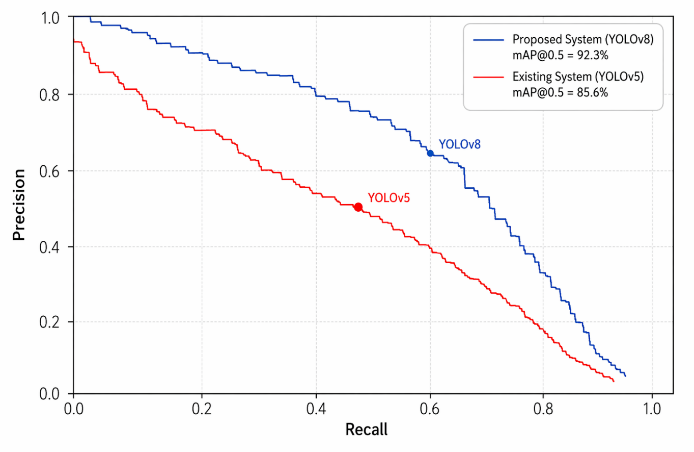 1.0
0.8
0.6
0.4
0.2
0.0
Precision
Proposed System (YOLOv8)
mAP@0.5 = 92.3%
Existing System (YOLOv5)
mAP@0.5 = 85.6%
YOLOv8
YOLOv5
0.0 0.2 0.4 0.6 0.8 1.0
Recall